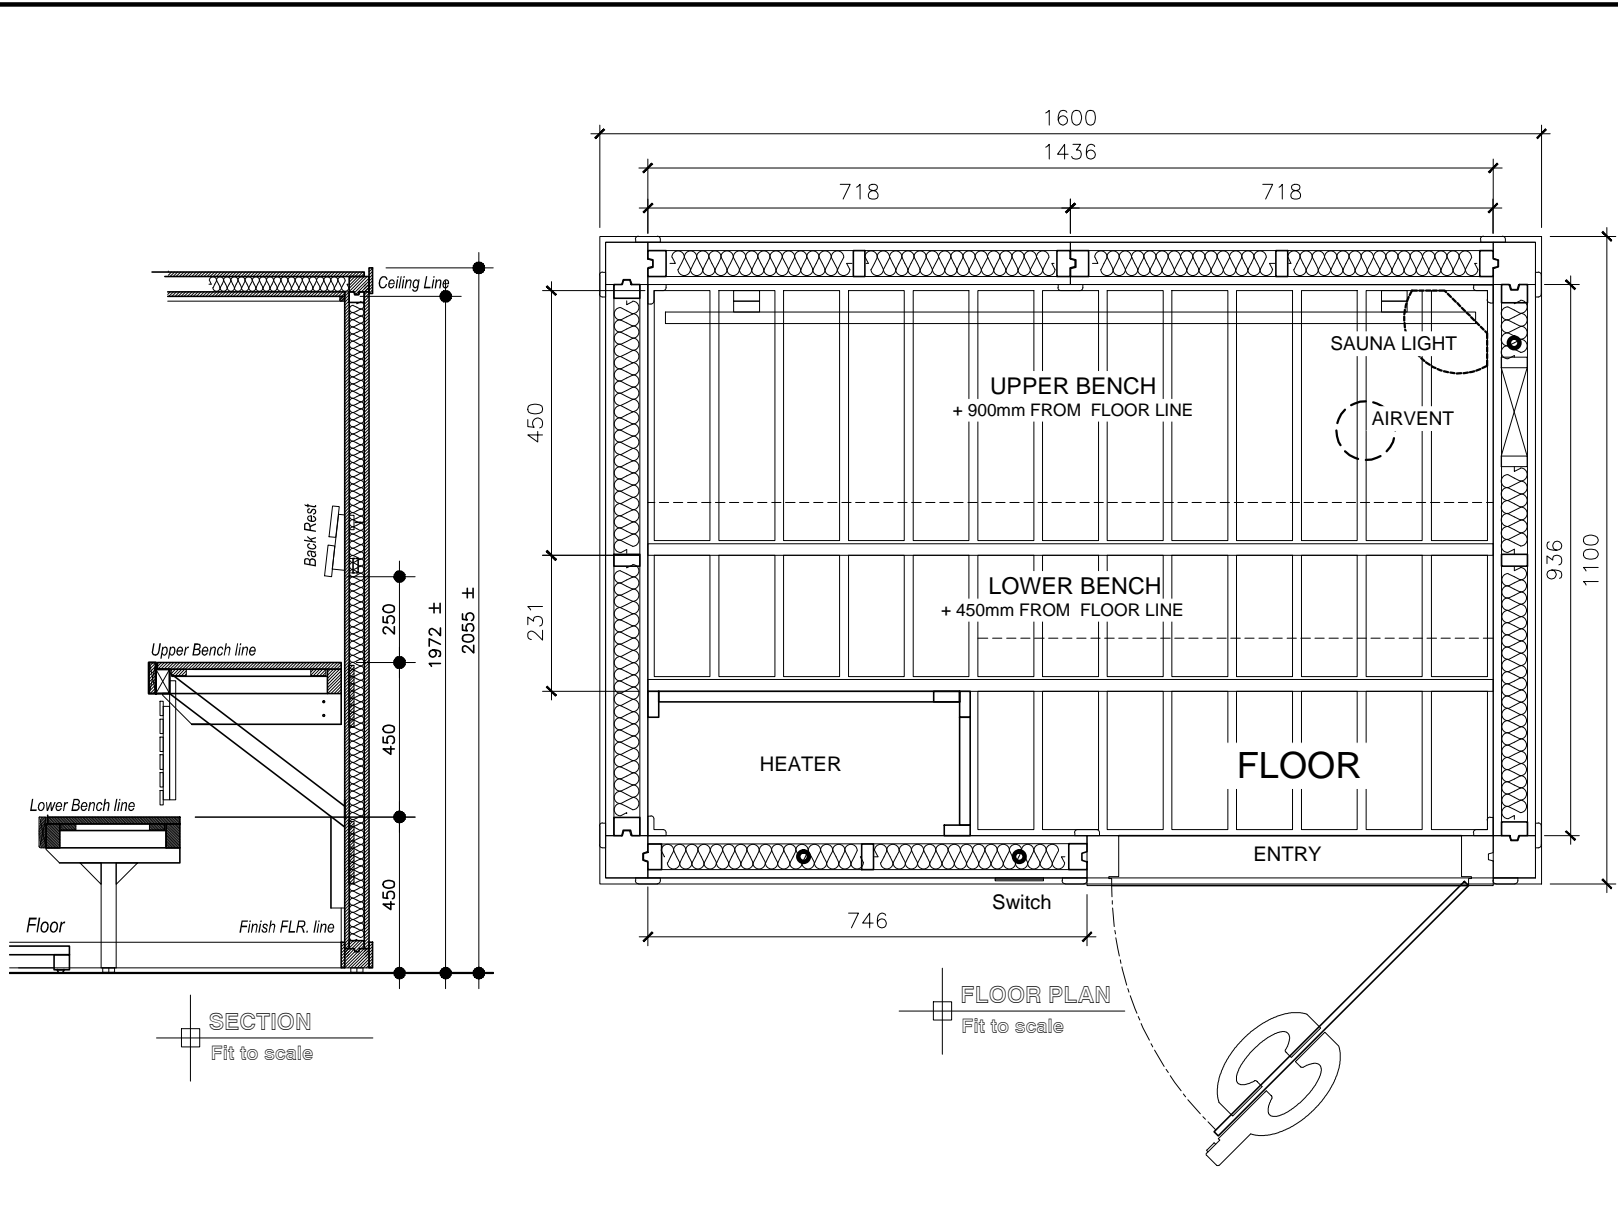 1600
1436
718
718
Ceiling Line
SAUNA LIGHT
UPPER BENCH
+ 900mm FROM  FLOOR LINE
AIRVENT
450
Back Rest
936
1100
LOWER BENCH
+ 450mm FROM  FLOOR LINE
231
250
1972 ±
2055 ±
Upper Bench line
450
HEATER
FLOOR
Lower Bench line
ENTRY
450
Switch
746
Floor
Finish FLR. line
FLOOR PLAN
Fit to scale
SECTION
Fit to scale